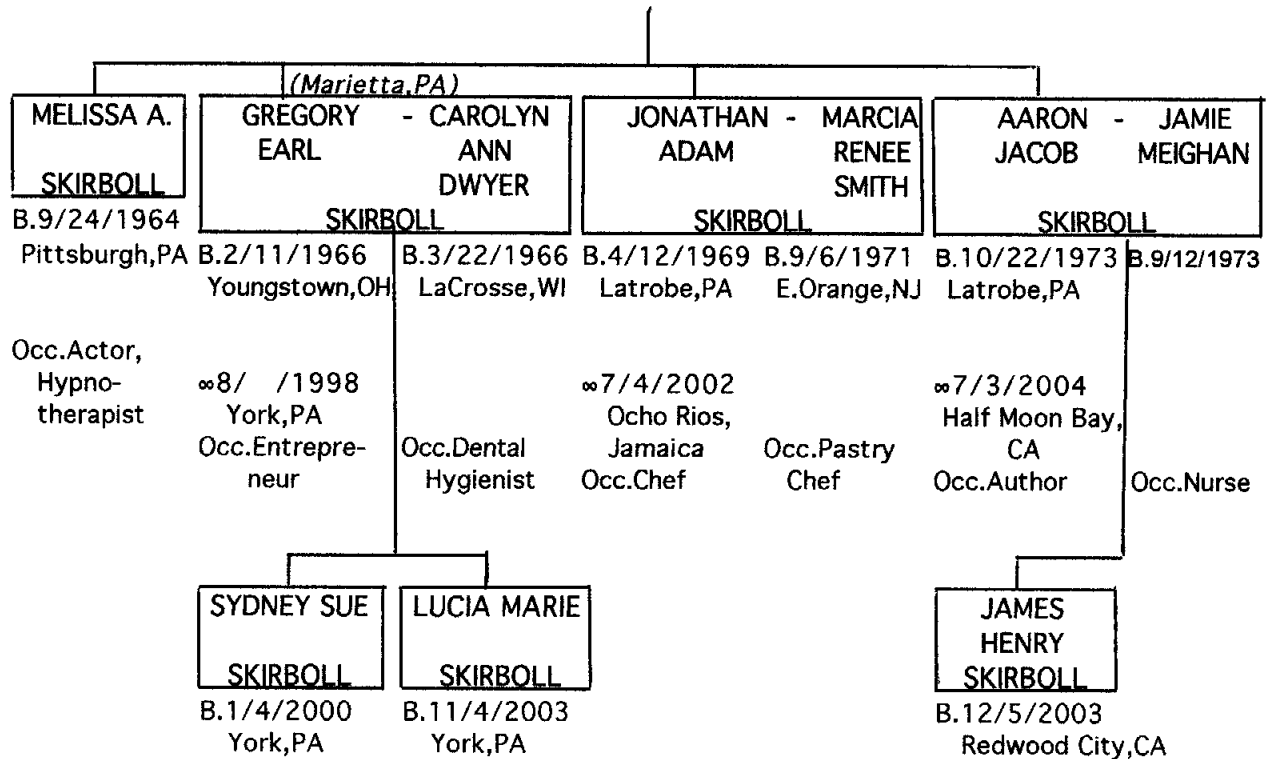 (Marietta,PA)
MELISSA A.
SKIRBOLL
B.9/24/1964
Pittsburgh,PA
Occ.Actor,
Hypno-
therapist
GREGORY - CAROLYN
EARL ANN
DWYER
SKIRBOLL
B.2/11/1966 B.3/22/1966
Youngstown,OH LaCrosse,WI
∞8/ /1998
York,PA
Occ.Entrepre- Occ.Dental
neur Hygienist
JONATHAN - MARCIA
ADAM RENEE
SMITH
SKIRBOLL
B.4/12/1969 B.9/6/1971
Latrobe,PA E.Orange,NJ
∞7/4/2002
Ocho Rios,
Jamaica Occ.Pastry
Occ.Chef Chef
AARON - JAMIE
JACOB MEIGHAN
SKIRBOLL
B.10/22/1973 B.9/12/1973
Latrobe,PA
∞7/3/2004
Half Moon Bay,
CA
Occ.Author Occ.Nurse
SYDNEY SUE
SKIRBOLL
B.1/4/2000
York,PA
LUCIA MARIE
SKIRBOLL
B.11/4/2003
York,PA
JAMES
HENRY
SKIRBOLL
B.12/5/2003
Redwood City,CA